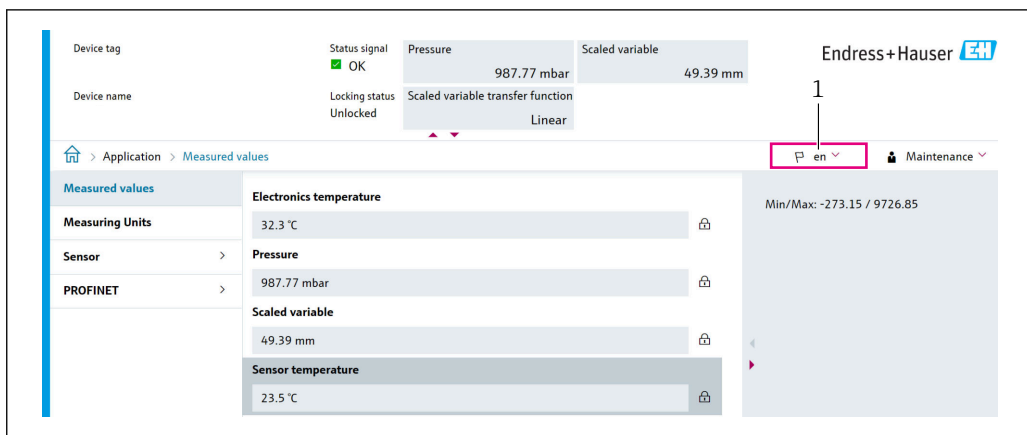 Device tag
Status signal
OK
Pressure
987.77 mbar
Scaled variable
49.39 mm
Endress+Hauser EH
Device name
Locking status
Unlocked
Scaled variable transfer function
Linear
1
> Application > Measured values
en
Maintenance
Measured values
Measuring Units
Sensor >
PROFINET >
Electronics temperature
32.3 °C
Pressure
987.77 mbar
Scaled variable
49.39 mm
Sensor temperature
23.5 °C
Min/Max: -273.15 / 9726.85